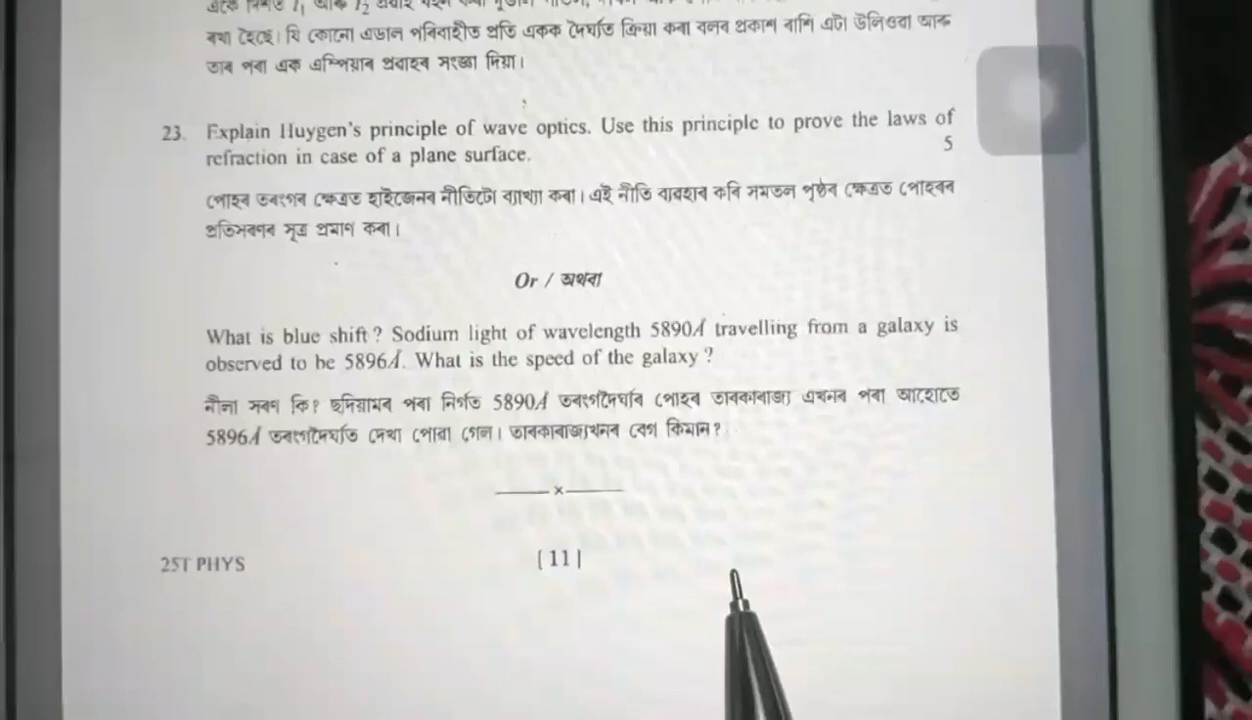 ৰখা হৈছে। যি কোনো এডাল পৰিবাহীত প্ৰতি একক দৈৰ্ঘ্যত ক্ৰিয়া কৰা বলৰ প্ৰকাশ ৰাশি এটা উলিওৱা আৰু
তাৰ পৰা এক এম্পিয়াৰ প্ৰবাহৰ সংজ্ঞা দিয়া।
23. Explain Huygen's principle of wave optics. Use this principle to prove the laws of
refraction in case of a plane surface. 5
পোহৰ তৰংগৰ ক্ষেত্ৰত হাইজেনৰ নীতিটো ব্যাখ্যা কৰা। এই নীতি ব্যৱহাৰ কৰি সমতল পৃষ্ঠৰ ক্ষেত্ৰত পোহৰৰ
প্ৰতিসৰণৰ সূত্ৰ প্ৰমাণ কৰা।
Or / অথবা
What is blue shift? Sodium light of wavelength 5890Å travelling from a galaxy is
observed to be 5896Å. What is the speed of the galaxy?
নীলা সৰণ কি? ছদিয়ামৰ পৰা নিৰ্গত 5890Å তৰংগদৈৰ্ঘ্যৰ পোহৰ তাৰকাৰাজ্য এখনৰ পৰা আহোতে
5896Å তৰংগদৈৰ্ঘ্যত দেখা পোৱা গেল। তাৰকাৰাজ্যখনৰ বেগ কিমান?
x
25T PHYS [11]